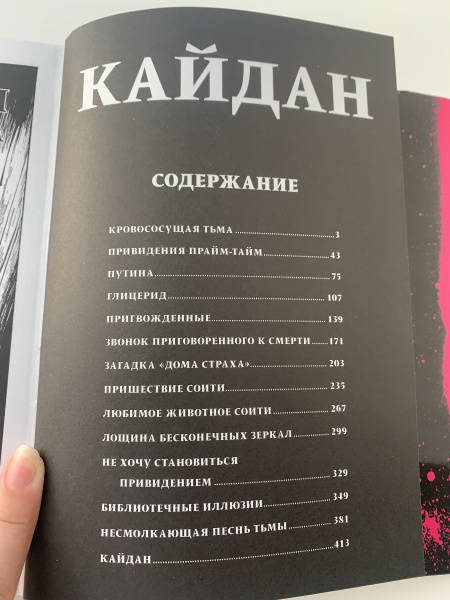 КАЙДАН
СОДЕРЖАНИЕ
КРОВОСОСУЩАЯ ТЬМА 3
ПРИВИДЕНИЯ ПРАЙМ-ТАЙМ 43
ПУТИНА 75
ГЛИЦЕРИД 107
ПРИГВОЖДЕННЫЕ 139
ЗВОНОК ПРИГОВОРЕННОГО К СМЕРТИ 171
ЗАГАДКА «ДОМА СТРАХА» 203
ПРИШЕСТВИЕ СОИТИ 235
ЛЮБИМОЕ ЖИВОТНОЕ СОИТИ 267
ЛОЩИНА БЕСКОНЕЧНЫХ ЗЕРКАЛ 299
НЕ ХОЧУ СТАНОВИТЬСЯ
ПРИВИДЕНИЕМ 329
БИБЛИОТЕЧНЫЕ ИЛЛЮЗИИ 349
НЕСМОЛКАЮЩАЯ ПЕСНЬ ТЬМЫ 381
КАЙДАН 413